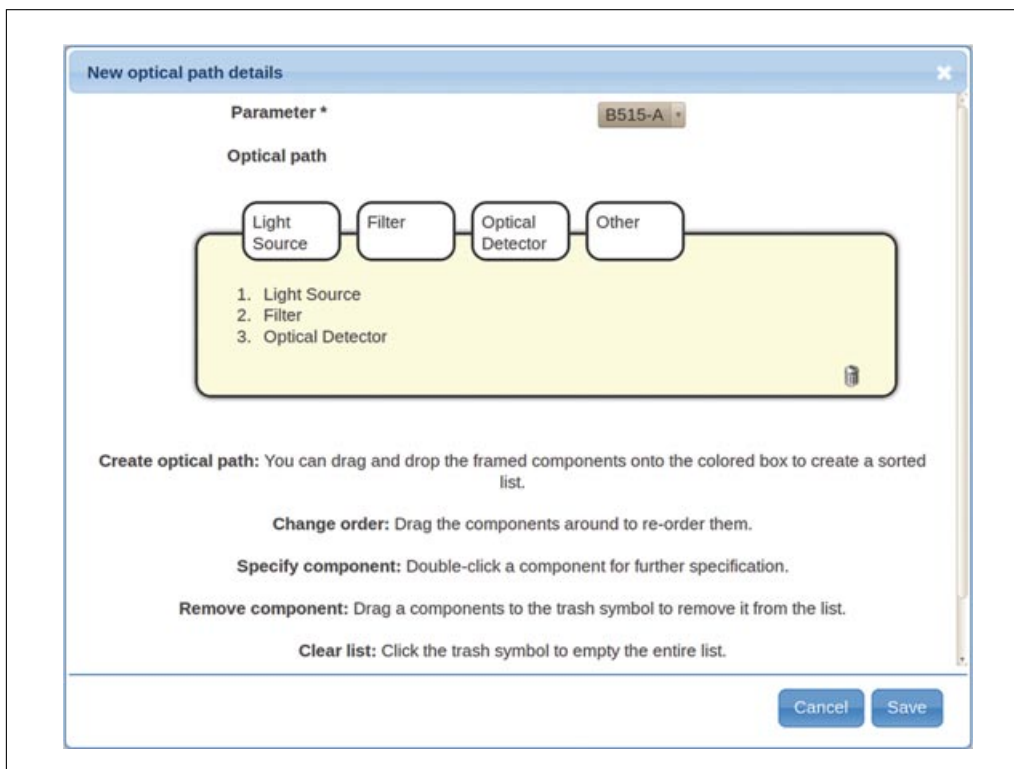 New optical path details
Parameter *
B515-A
Optical path
Light
Source
Filter
Optical
Detector
Other
1. Light Source
2. Filter
3. Optical Detector
Create optical path: You can drag and drop the framed components onto the colored box to create a sorted
list.
Change order: Drag the components around to re-order them.
Specify component: Double-click a component for further specification.
Remove component: Drag a components to the trash symbol to remove it from the list.
Clear list: Click the trash symbol to empty the entire list.
Cancel
Save